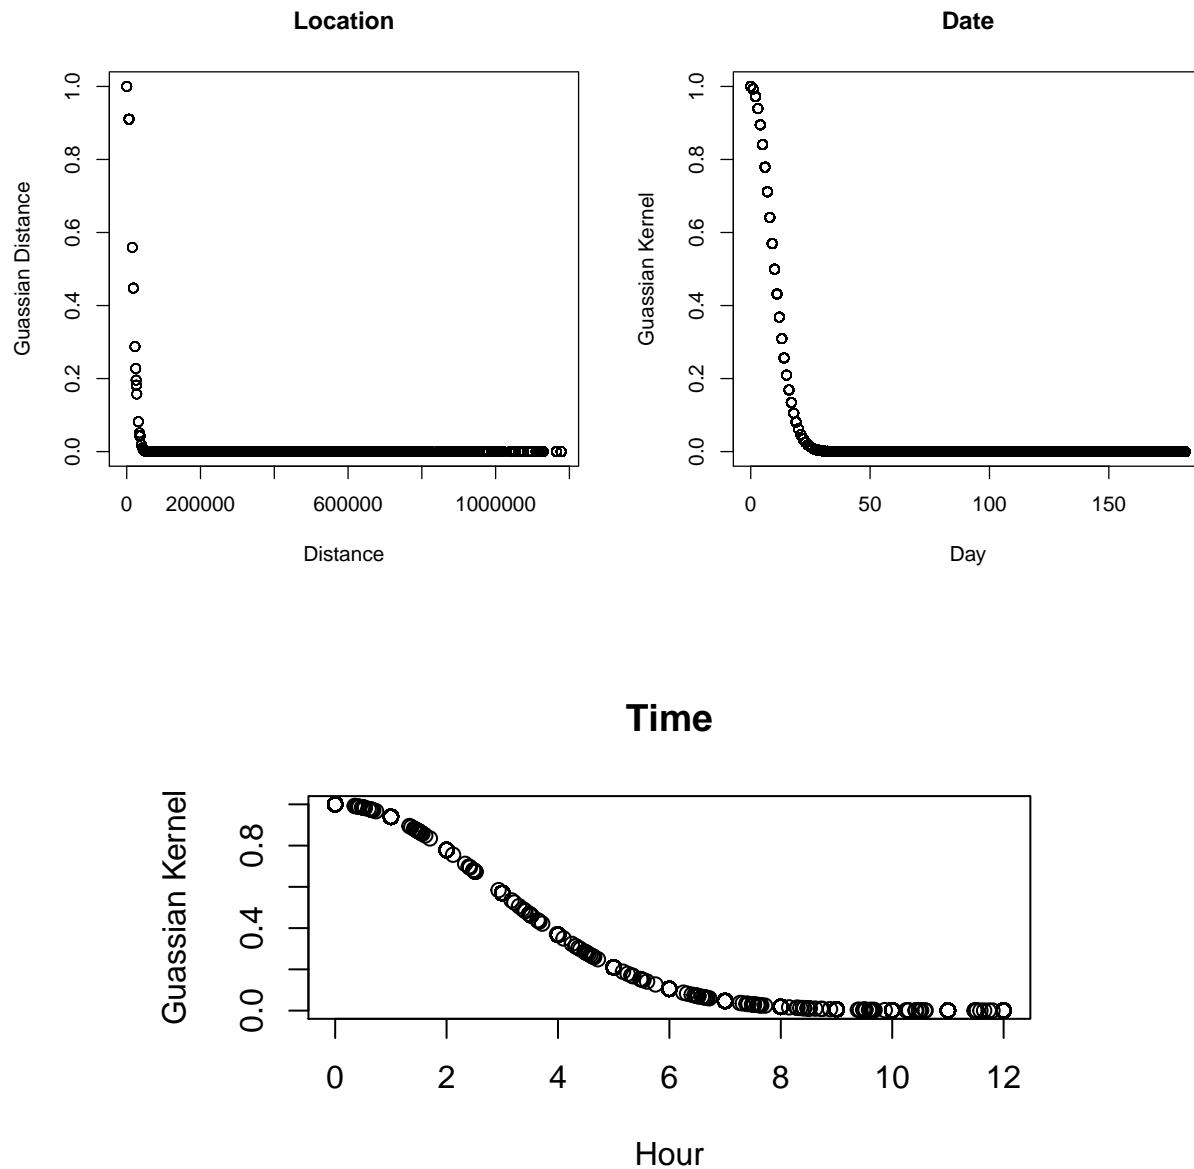 Location
Guassian Distance
1.0
0.8
0.6
0.4
0.2
0.0
0 200000 600000 1000000
Distance
Date
Guassian Kernel
1.0
0.8
0.6
0.4
0.2
0.0
0 50 100 150
Day
Time
Guassian Kernel
0.8
0.4
0.0
0 2 4 6 8 10 12
Hour